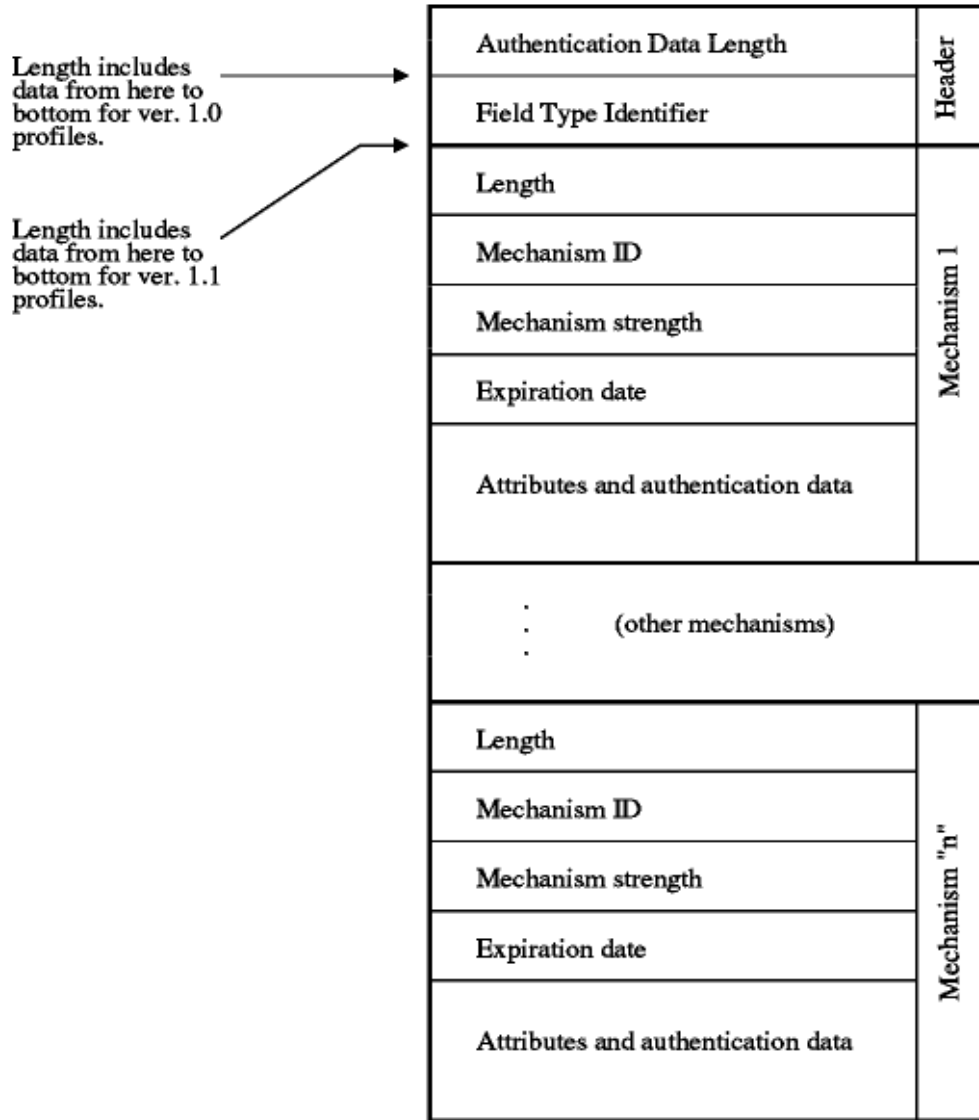 Authentication Data Length
Length includes
data from here to
bottom for ver. 1.0
profiles.
Field Type Identifier
Header
Length
Length includes
data from here to
bottom for ver. 1.1
profiles.
Mechanism ID
Mechanism strength
Expiration date
Attributes and authentication data
Mechanism 1
(other mechanisms)
Length
Mechanism ID
Mechanism strength
Expiration date
Attributes and authentication data
Mechanism "n"